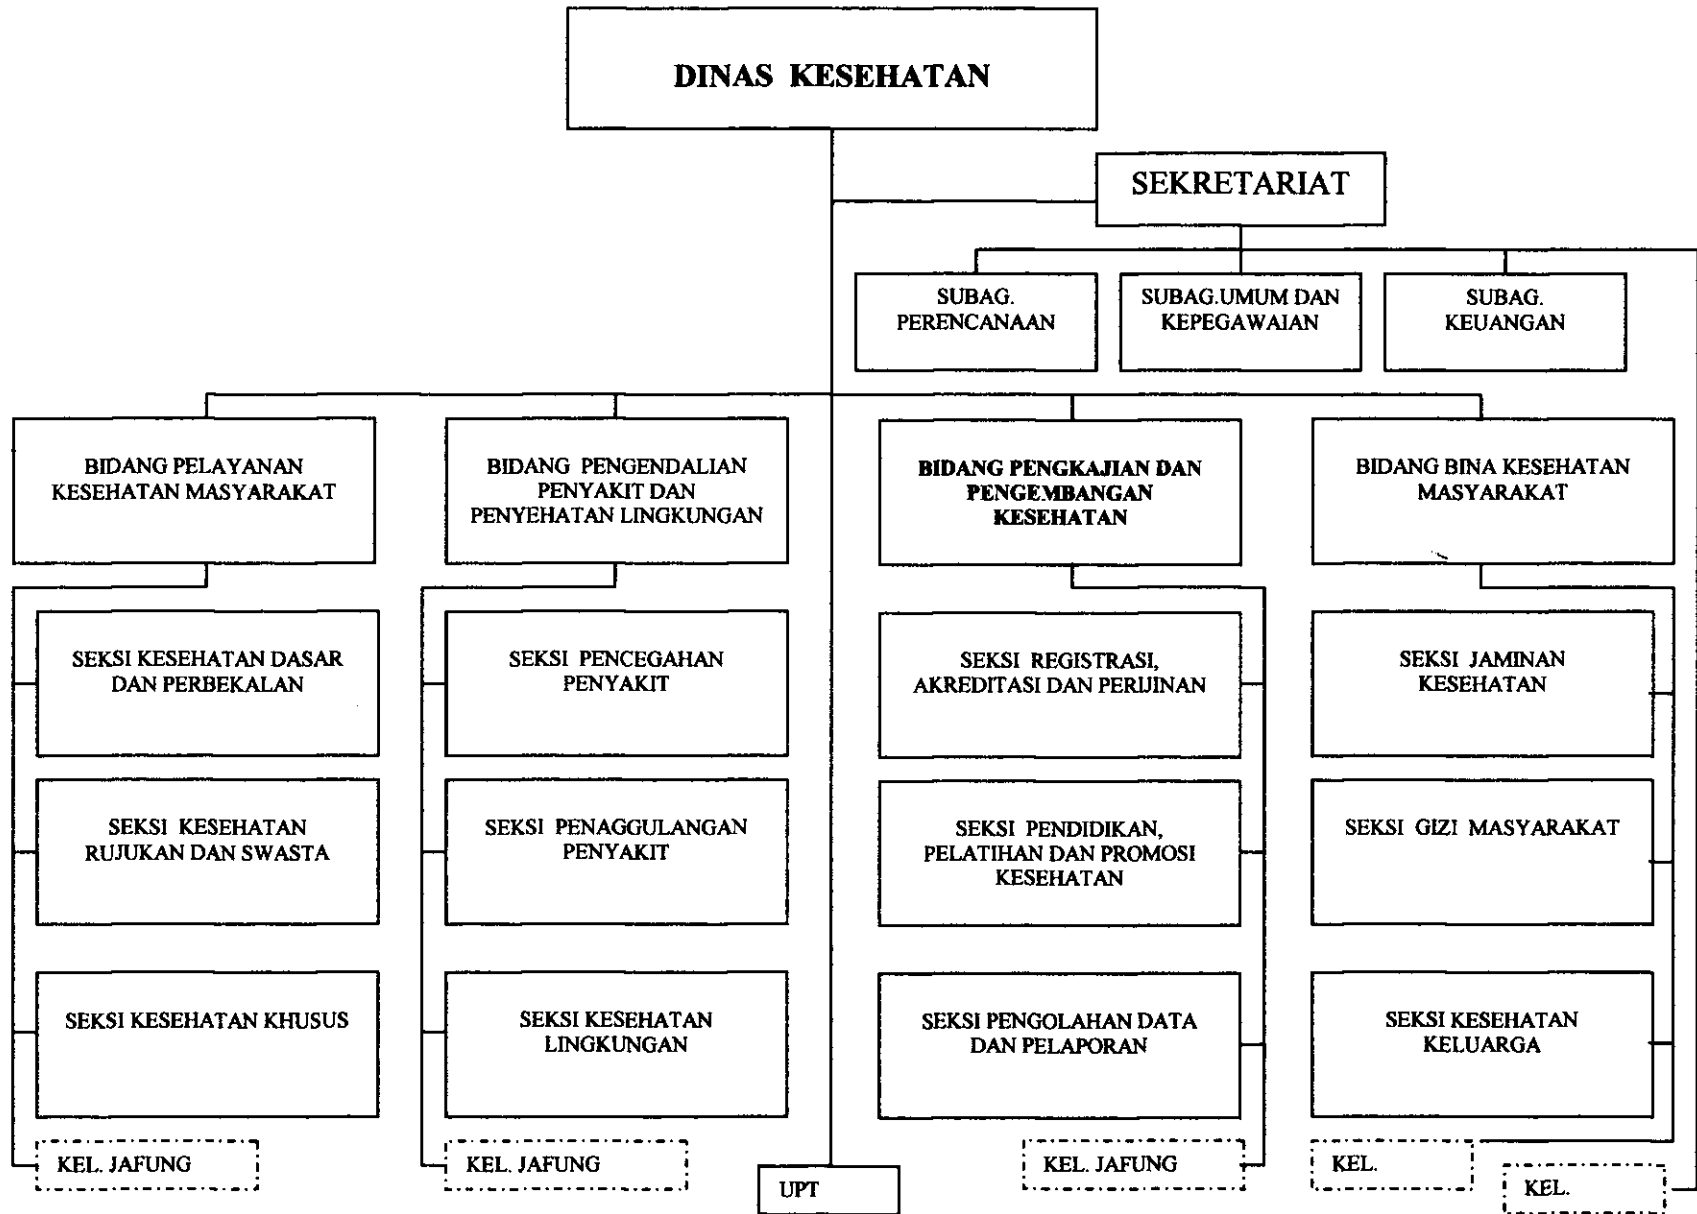 DINAS KESEHATAN
SEKRETARIAT
SUBAG.
PERENCANAAN
SUBAG.UMUM DAN
KEPEGAWAIAN
SUBAG.
KEUANGAN
BIDANG PELAYANAN
KESEHATAN MASYARAKAT
BIDANG PENGENDALIAN
PENYAKIT DAN
PENYEHATAN LINGKUNGAN
BIDANG PENGKAJIAN DAN
PENGEMBANGAN
KESEHATAN
BIDANG BINA KESEHATAN
MASYARAKAT
SEKSI KESEHATAN DASAR
DAN PERBEKALAN
SEKSI PENCEGAHAN
PENYAKIT
SEKSI REGISTRASI,
AKREDITASI DAN PERIJINAN
SEKSI JAMINAN
KESEHATAN
SEKSI KESEHATAN
RUJUKAN DAN SWASTA
SEKSI PENAGGULANGAN
PENYAKIT
SEKSI PENDIDIKAN,
PELATIHAN DAN PROMOSI
KESEHATAN
SEKSI GIZI MASYARAKAT
SEKSI KESEHATAN KHUSUS
SEKSI KESEHATAN
LINGKUNGAN
SEKSI PENGOLAHAN DATA
DAN PELAPORAN
SEKSI KESEHATAN
KELUARGA
KEL. JAFUNG
KEL. JAFUNG
UPT
KEL. JAFUNG
KEL.
KEL.